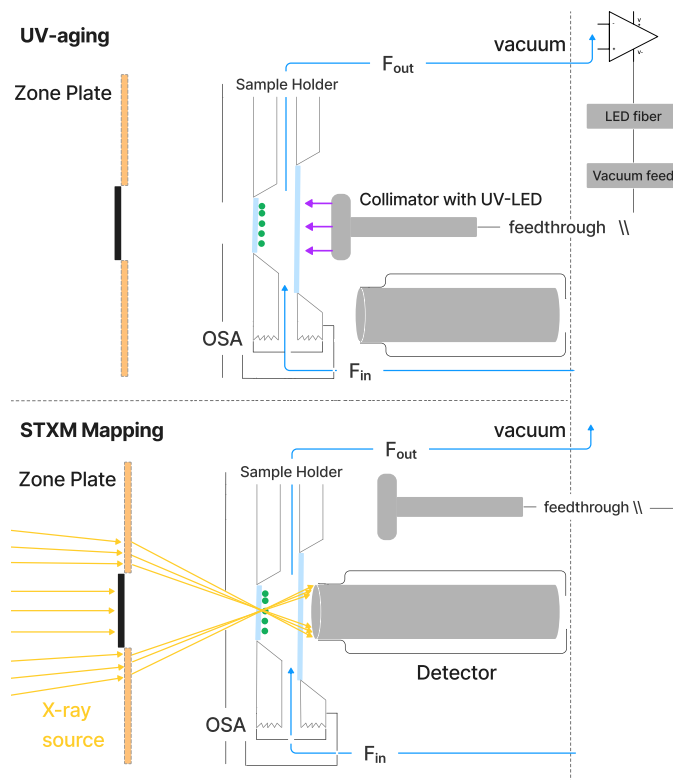 UV-aging
vacuum
Fout
Zone Plate
Sample Holder
LED fiber
Vacuum feed
Collimator with UV-LED
feedthrough \\
OSA
Fin
STXM Mapping
vacuum
Fout
Zone Plate
Sample Holder
feedthrough \\
Detector
X-ray
source
OSA
Fin